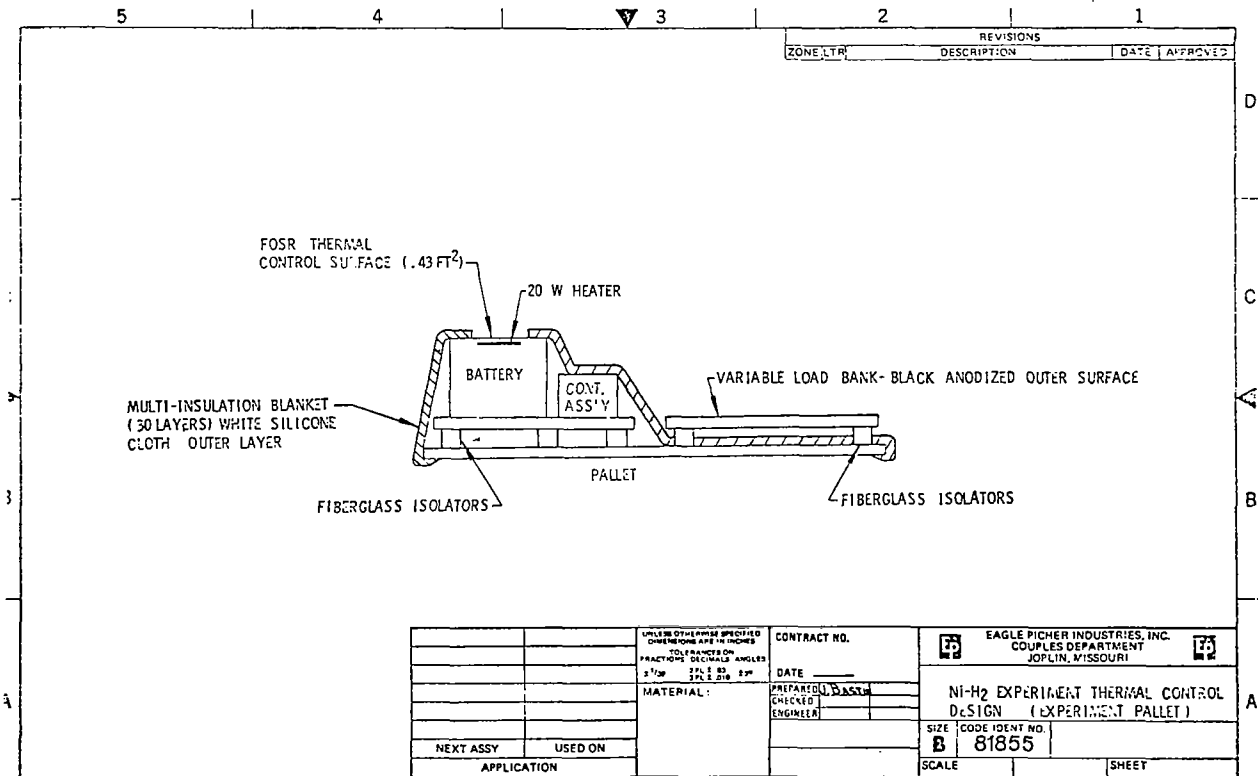 5 4 3 2 1
REVISIONS
ZONE LTR DESCRIPTION DATE APPROVED
D
FOSR THERMAL
CONTROL SURFACE (.43 FT²)
20 W HEATER
C
BATTERY
CONT.
ASS'Y
VARIABLE LOAD BANK-BLACK ANODIZED OUTER SURFACE
MULTI-INSULATION BLANKET
(30 LAYERS) WHITE SILICONE
CLOTH OUTER LAYER
PALLET
FIBERGLASS ISOLATORS
FIBERGLASS ISOLATORS
B
UNLESS OTHERWISE SPECIFIED
DIMENSIONS ARE IN INCHES
TOLERANCES ON
FRACTIONS DECIMALS ANGLES
MATERIAL:
CONTRACT NO.
DATE
PREPARED
CHECKED
ENGINEER
EAGLE PICHER INDUSTRIES, INC.
COUPLES DEPARTMENT
JOPLIN, MISSOURI
NI-H₂ EXPERIMENT THERMAL CONTROL
DESIGN (EXPERIMENT PALLET)
A
SIZE CODE IDENT NO.
B 81855
NEXT ASSY USED ON
APPLICATION
SCALE SHEET